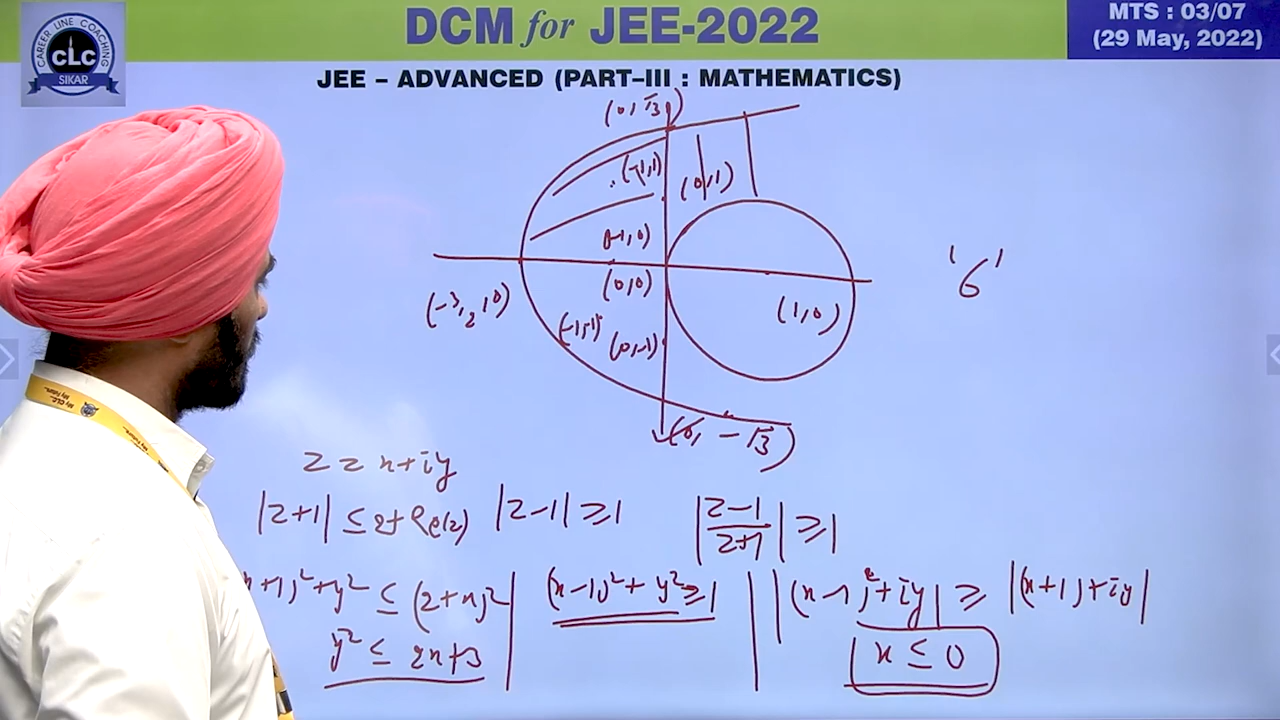 DCM for JEE-2022
MTS : 03/07
(29 May, 2022)
CAREER LINE COACHING
CLC
SIKAR
JEE – ADVANCED (PART–III : MATHEMATICS)
(0, √3)
(-1,1)
(0,1)
(-1,0)
(0,0)
(-3/2, 0)
(1,0)
(-1,-1)
(0,-1)
(0, -√3)
'6'
z = x+iy
|z+1| ≤ 2+ Re(z) |z-1| ≥ 1 |z-1/z+1| ≥ 1
x+1)² + y² ≤ (2+x)² | (x-1)² + y² ≥ 1 | |(x-1)²+iy| ≥ |(x+1)+iy|
y² ≤ 2x+3
x ≤ 0